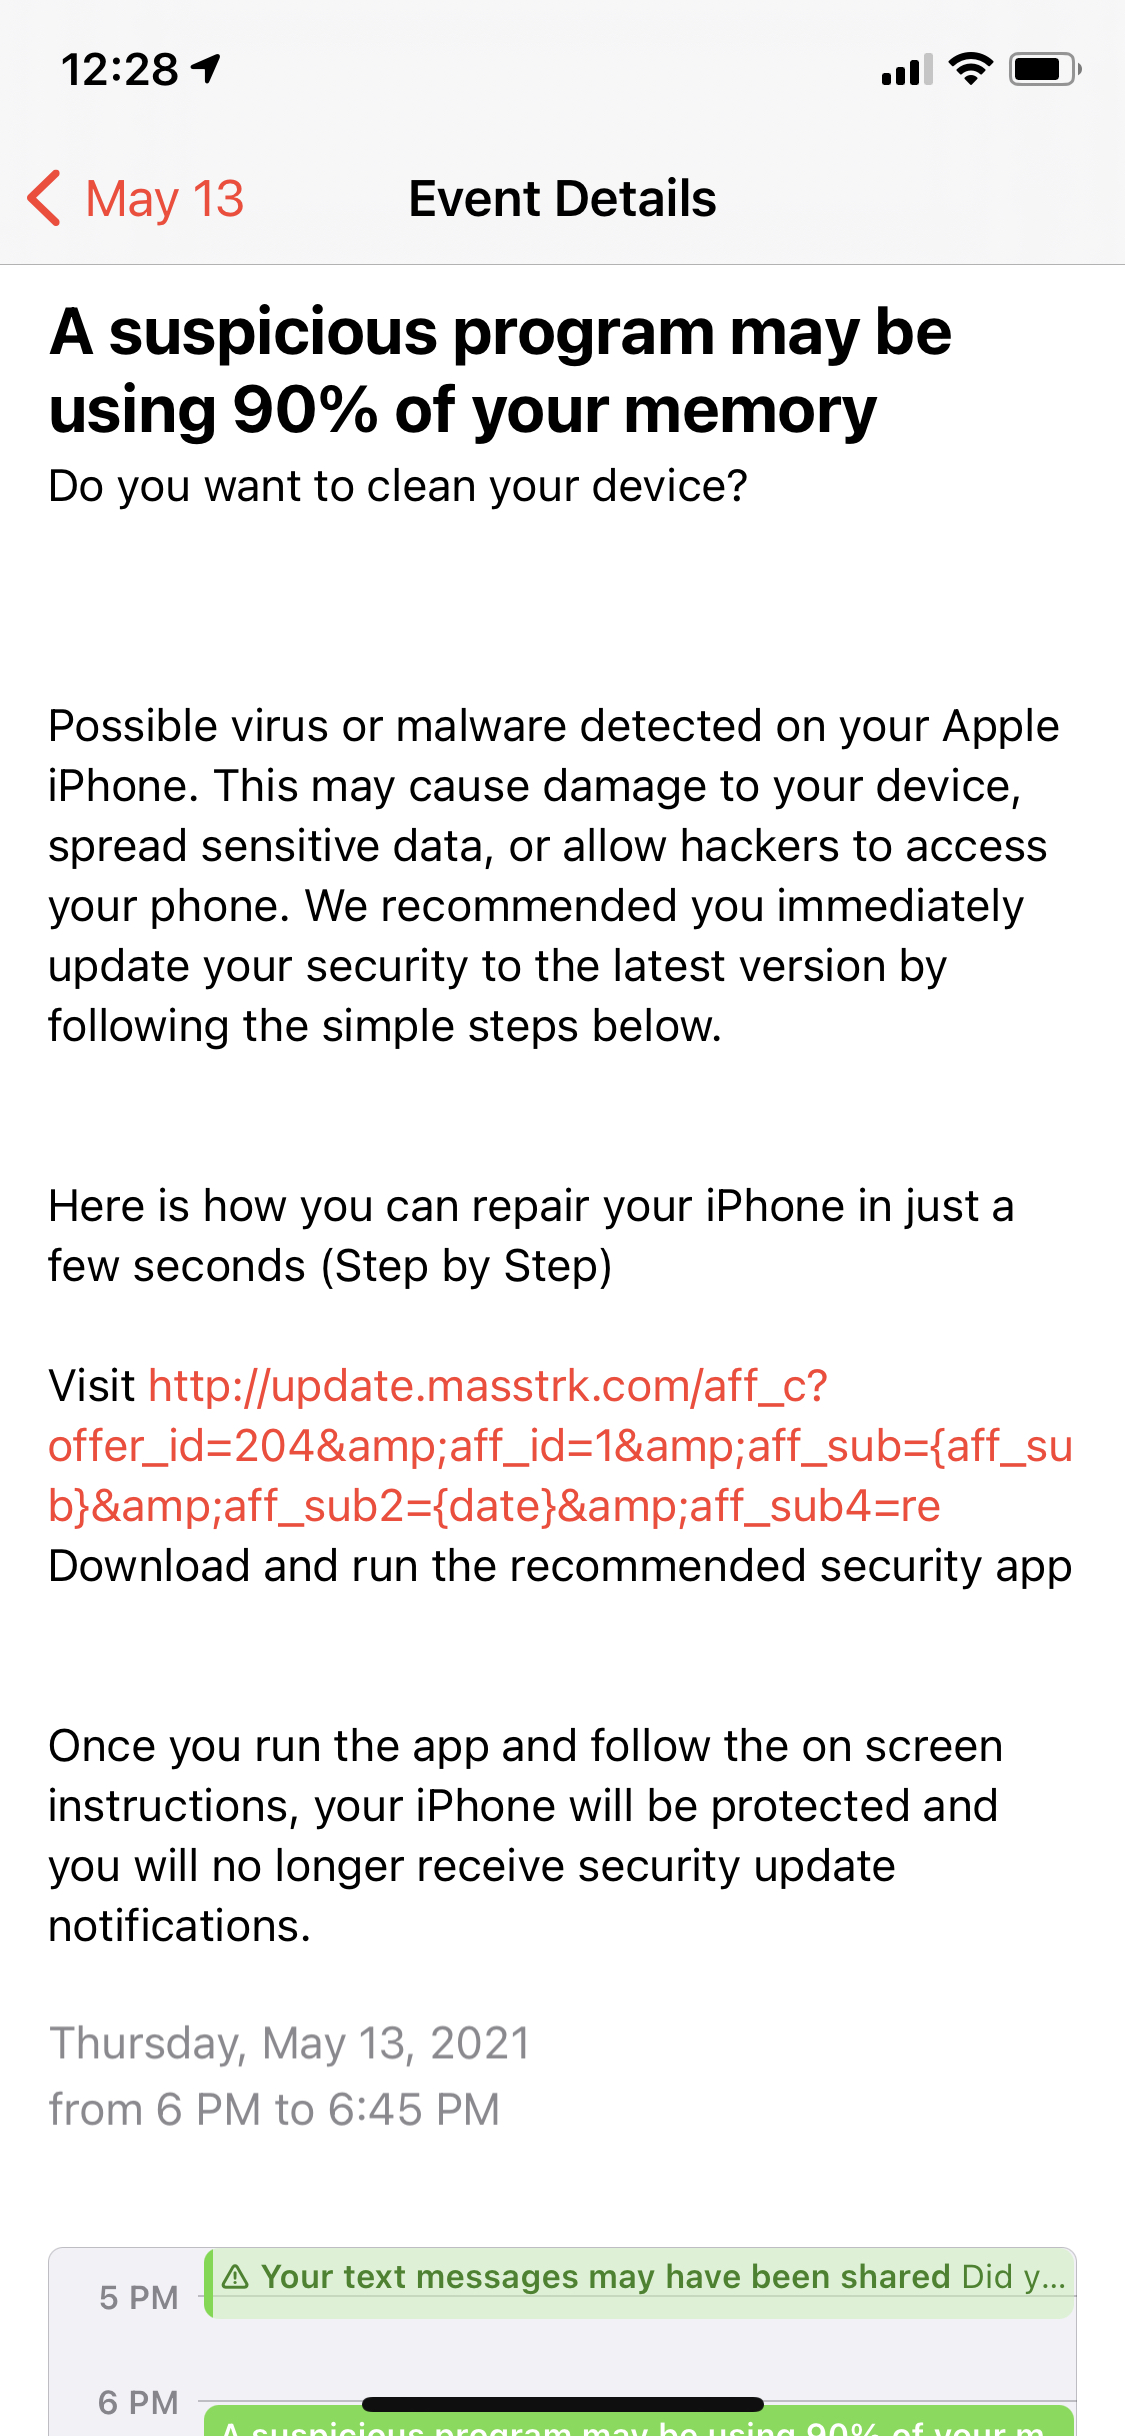 12:28
May 13
Event Details
A suspicious program may be
using 90% of your memory
Do you want to clean your device?
Possible virus or malware detected on your Apple
iPhone. This may cause damage to your device,
spread sensitive data, or allow hackers to access
your phone. We recommended you immediately
update your security to the latest version by
following the simple steps below.
Here is how you can repair your iPhone in just a
few seconds (Step by Step)
Visit http://update.masstrk.com/aff_c?
offer_id=204&amp;aff_id=1&amp;aff_sub={aff_su
b}&amp;aff_sub2={date}&amp;aff_sub4=re
Download and run the recommended security app
Once you run the app and follow the on screen
instructions, your iPhone will be protected and
you will no longer receive security update
notifications.
Thursday, May 13, 2021
from 6 PM to 6:45 PM
5 PM
⚠ Your text messages may have been shared Did y...
6 PM
A suspicious program may be using 90% of your m